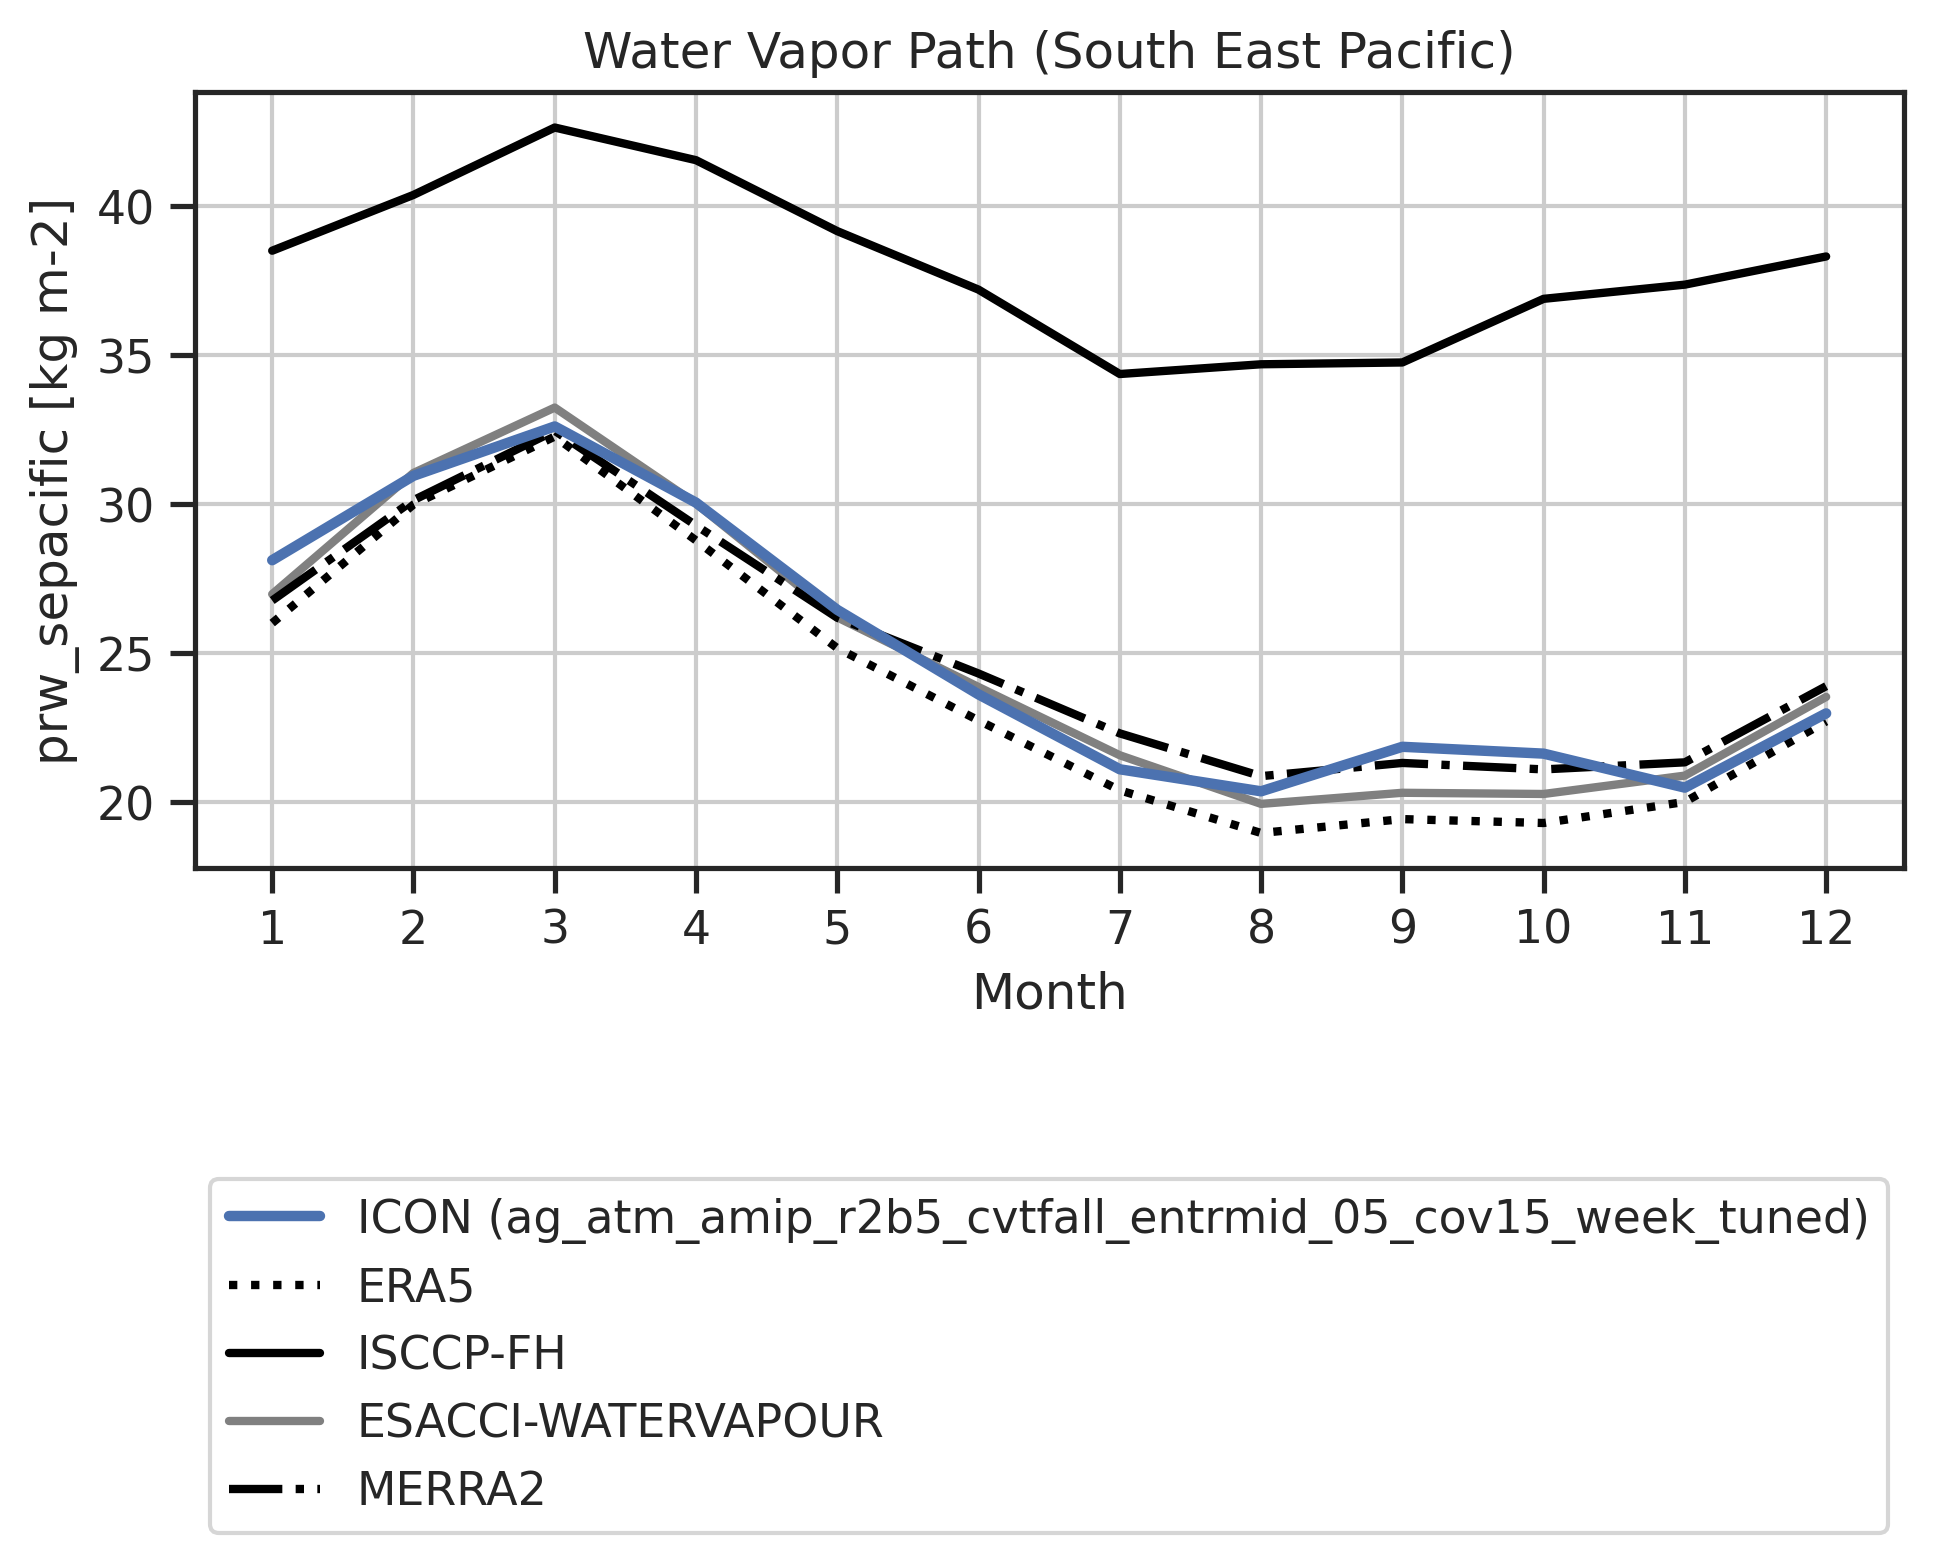 Water Vapor Path (South East Pacific)
prw_sepacific [kg m-2]
40
35
30
25
20
1 2 3 4 5 6 7 8 9 10 11 12
Month
ICON (ag_atm_amip_r2b5_cvtfall_entrmid_05_cov15_week_tuned)
ERA5
ISCCP-FH
ESACCI-WATERVAPOUR
MERRA2